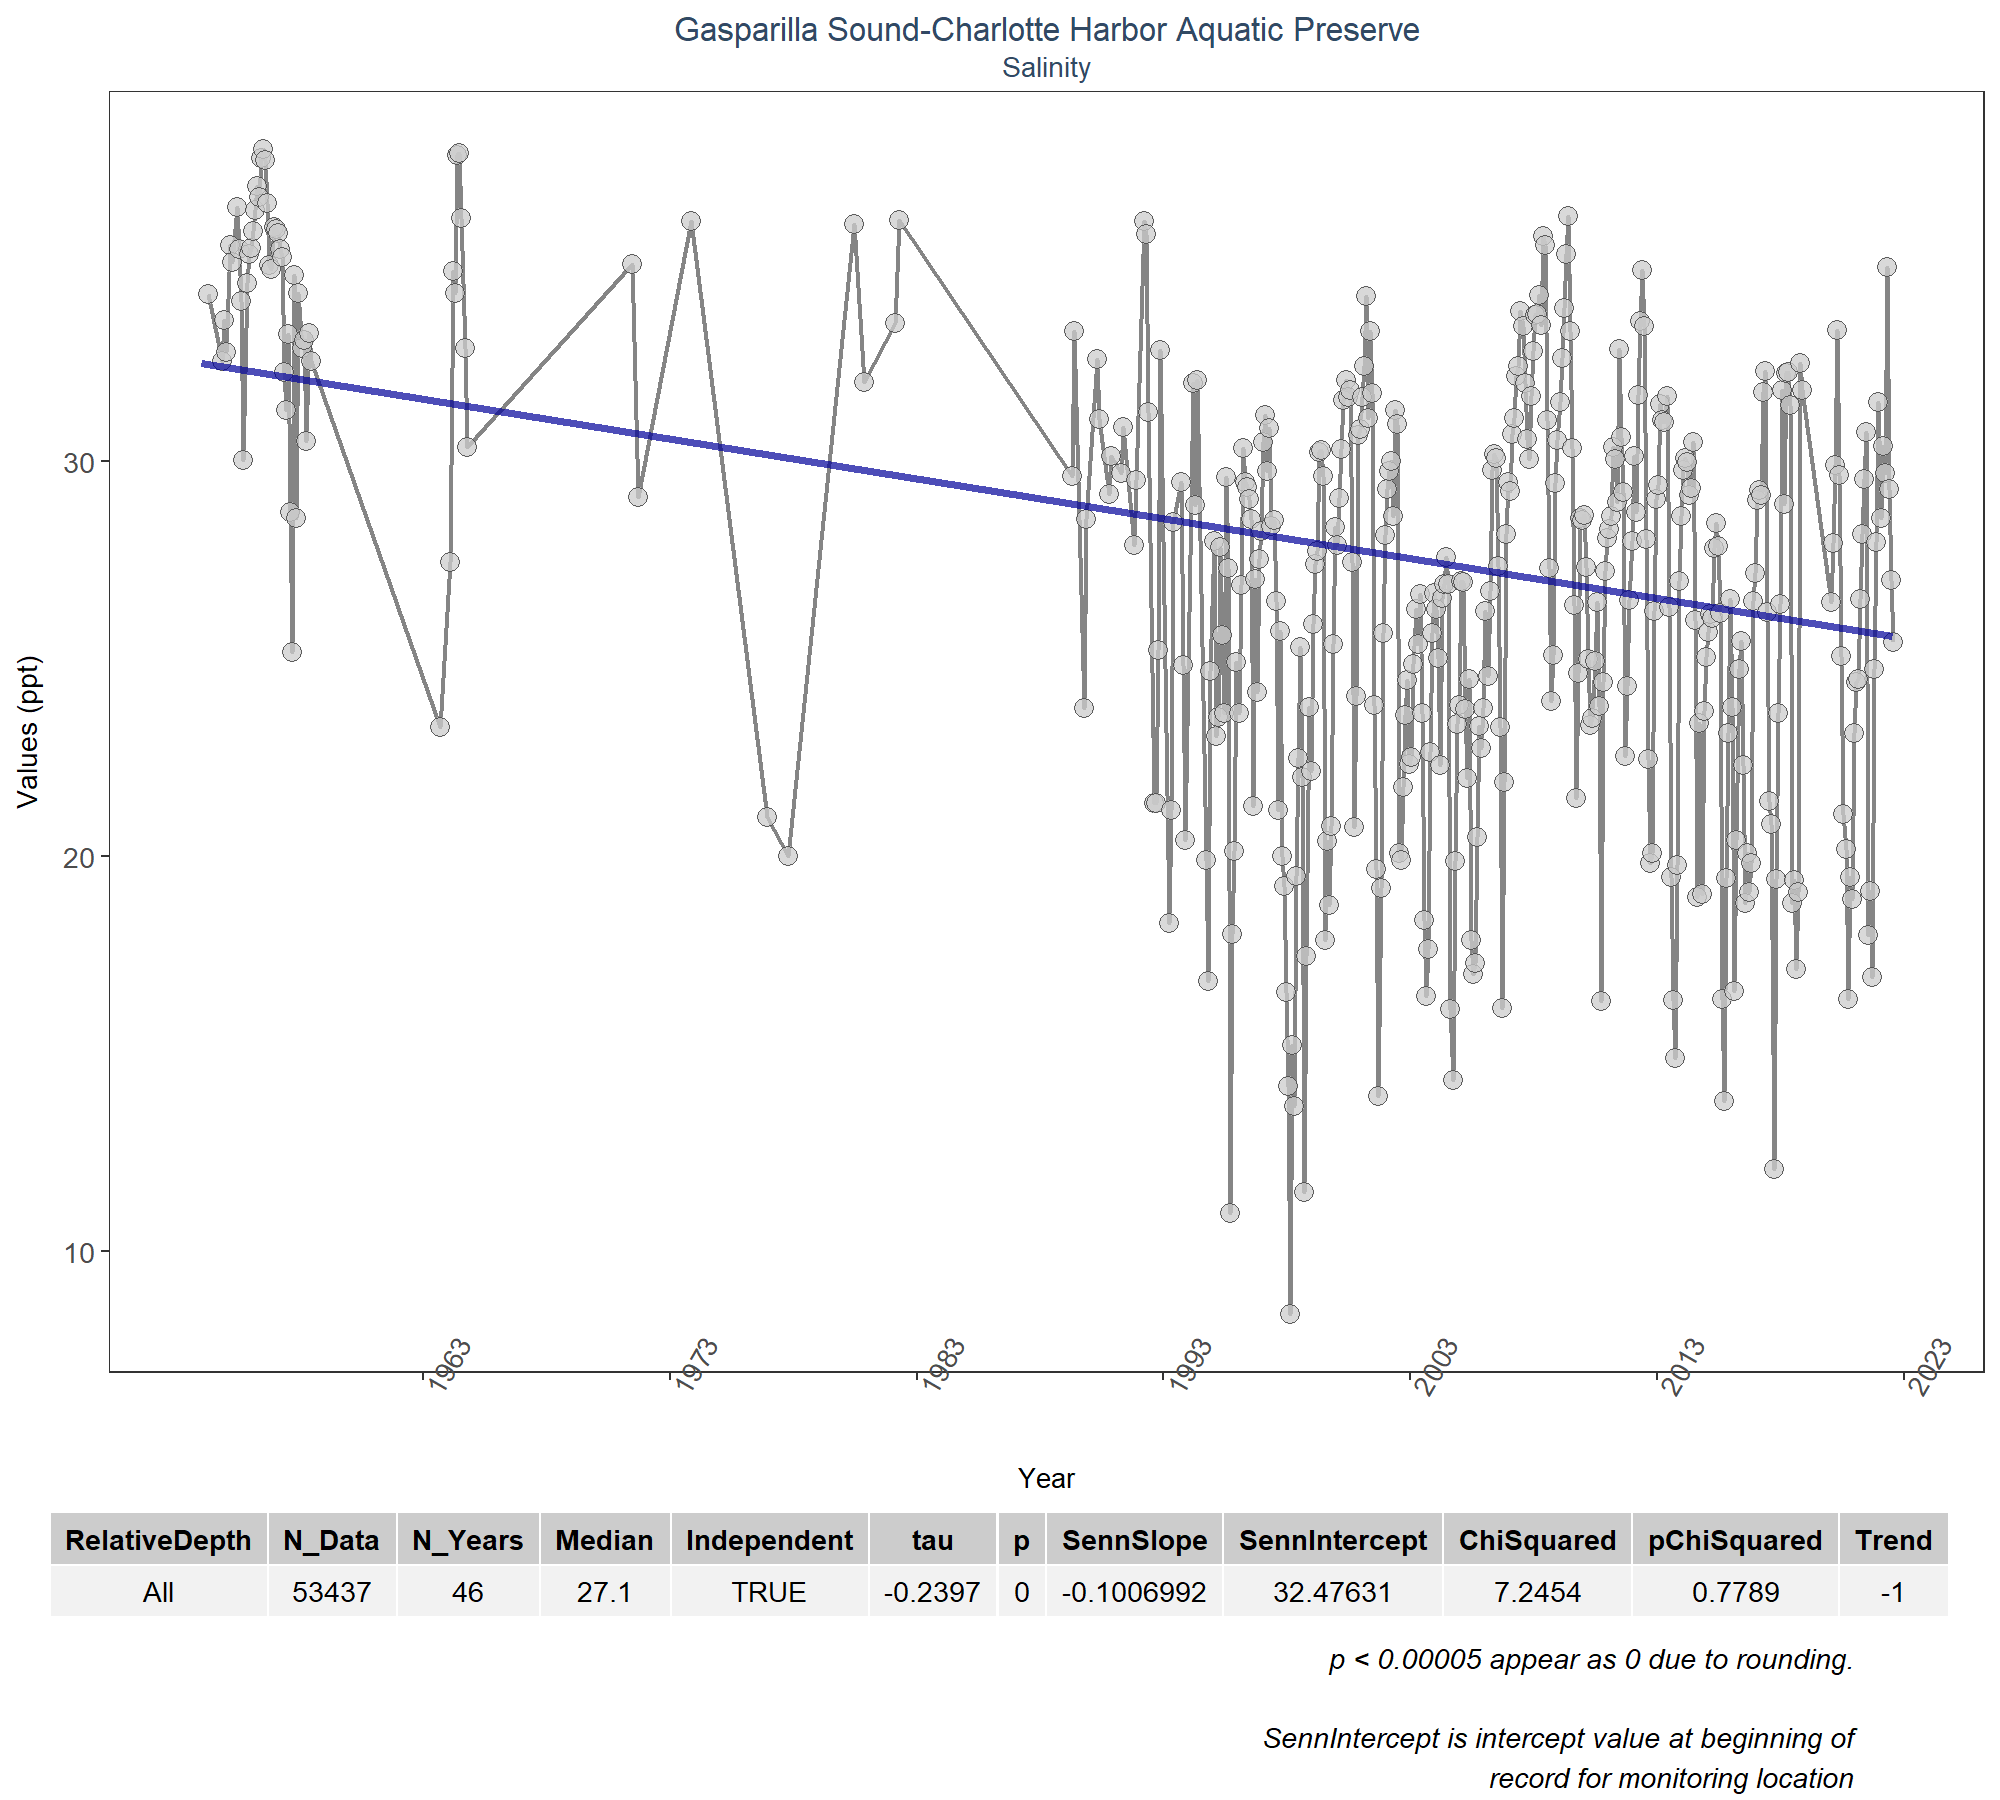 Gasparilla Sound-Charlotte Harbor Aquatic Preserve
Salinity
Values (ppt)
30
20
10
1963 1973 1983 1993 2003 2013 2023
Year
RelativeDepth N_Data N_Years Median Independent tau p SennSlope SennIntercept ChiSquared pChiSquared Trend
All 53437 46 27.1 TRUE -0.2397 0 -0.1006992 32.47631 7.2454 0.7789 -1
p < 0.00005 appear as 0 due to rounding.
SennIntercept is intercept value at beginning of
record for monitoring location